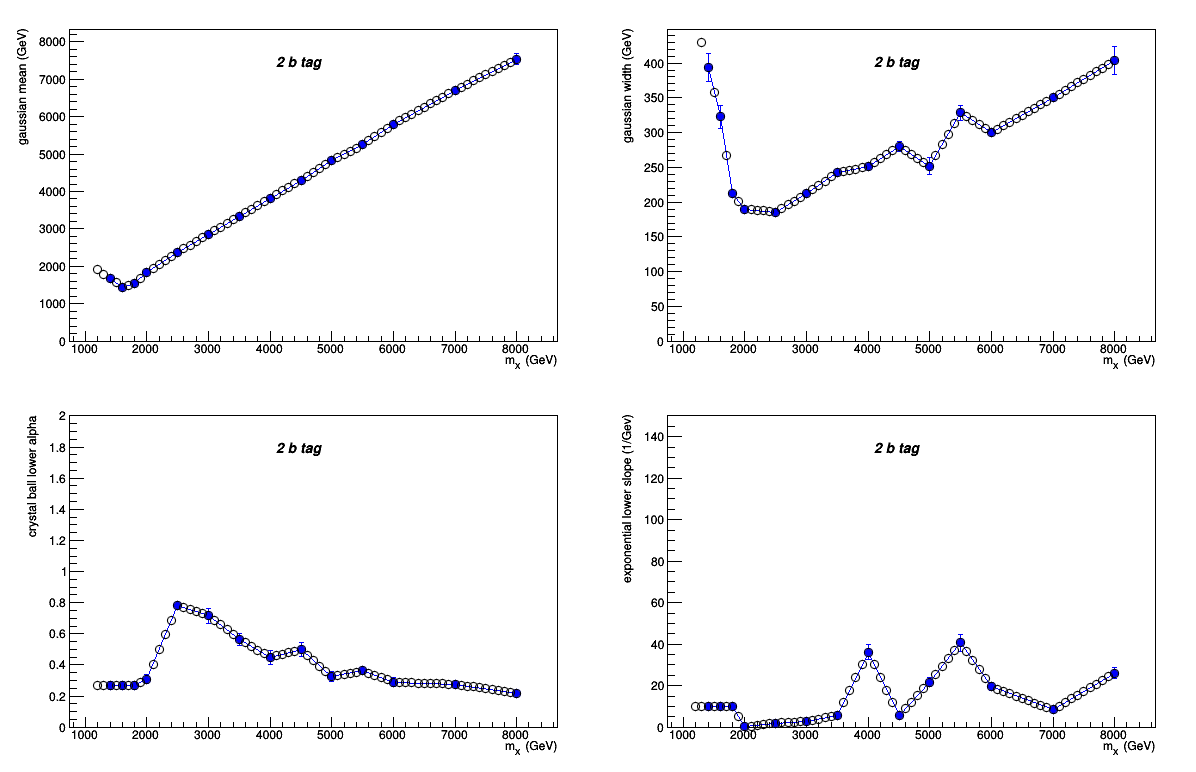 gaussian mean (GeV)
8000
7000
6000
5000
4000
3000
2000
1000
0
2 b tag
1000 2000 3000 4000 5000 6000 7000 8000
mX (GeV)
gaussian width (GeV)
400
350
300
250
200
150
100
50
0
2 b tag
1000 2000 3000 4000 5000 6000 7000 8000
mX (GeV)
crystal ball lower alpha
2
1.8
1.6
1.4
1.2
1
0.8
0.6
0.4
0.2
0
2 b tag
1000 2000 3000 4000 5000 6000 7000 8000
mX (GeV)
exponential lower slope (1/Gev)
140
120
100
80
60
40
20
0
2 b tag
1000 2000 3000 4000 5000 6000 7000 8000
mX (GeV)